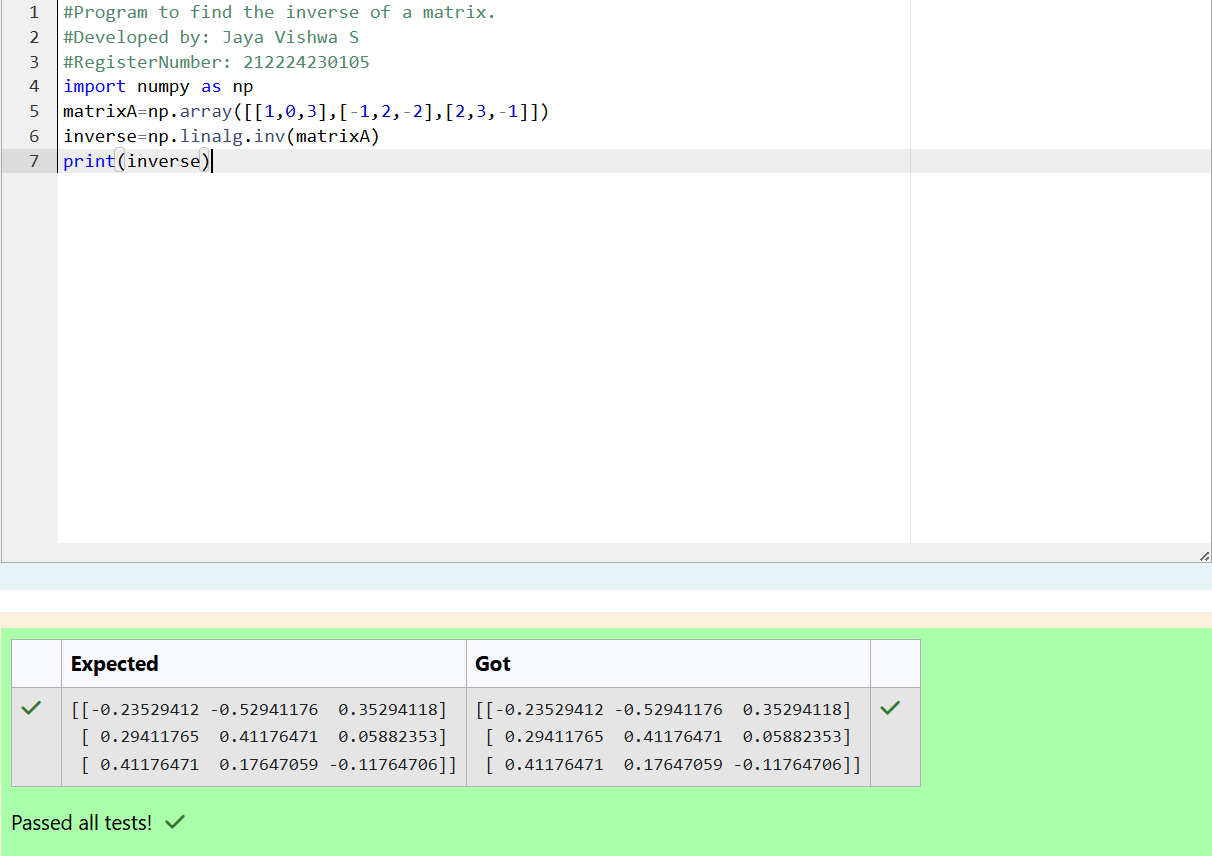 1 #Program to find the inverse of a matrix.
2 #Developed by: Jaya Vishwa S
3 #RegisterNumber: 212224230105
4 import numpy as np
5 matrixA=np.array([[1,0,3],[-1,2,-2],[2,3,-1]])
6 inverse=np.linalg.inv(matrixA)
7 print(inverse)
Expected Got
[[-0.23529412 -0.52941176  0.35294118] [[-0.23529412 -0.52941176  0.35294118]
[ 0.29411765  0.41176471  0.05882353] [ 0.29411765  0.41176471  0.05882353]
[ 0.41176471  0.17647059 -0.11764706]] [ 0.41176471  0.17647059 -0.11764706]]
Passed all tests!